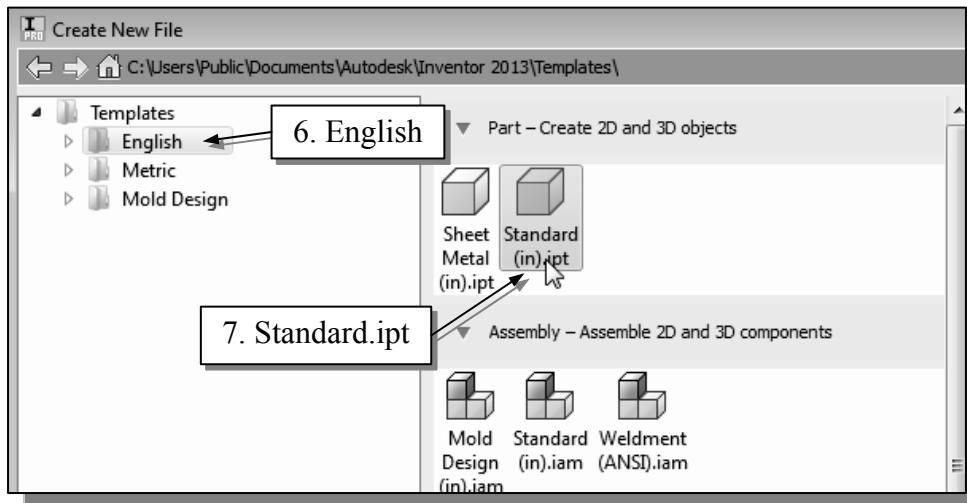 I
PRO
Create New File
C:\Users\Public\Documents\Autodesk\Inventor 2013\Templates\
Templates
English
Metric
Mold Design
6. English
Part – Create 2D and 3D objects
Sheet
Metal
(in).ipt
Standard
(in).ipt
7. Standard.ipt
Assembly – Assemble 2D and 3D components
Mold
Design
(in).iam
Standard
(in).iam
Weldment
(ANSI).iam